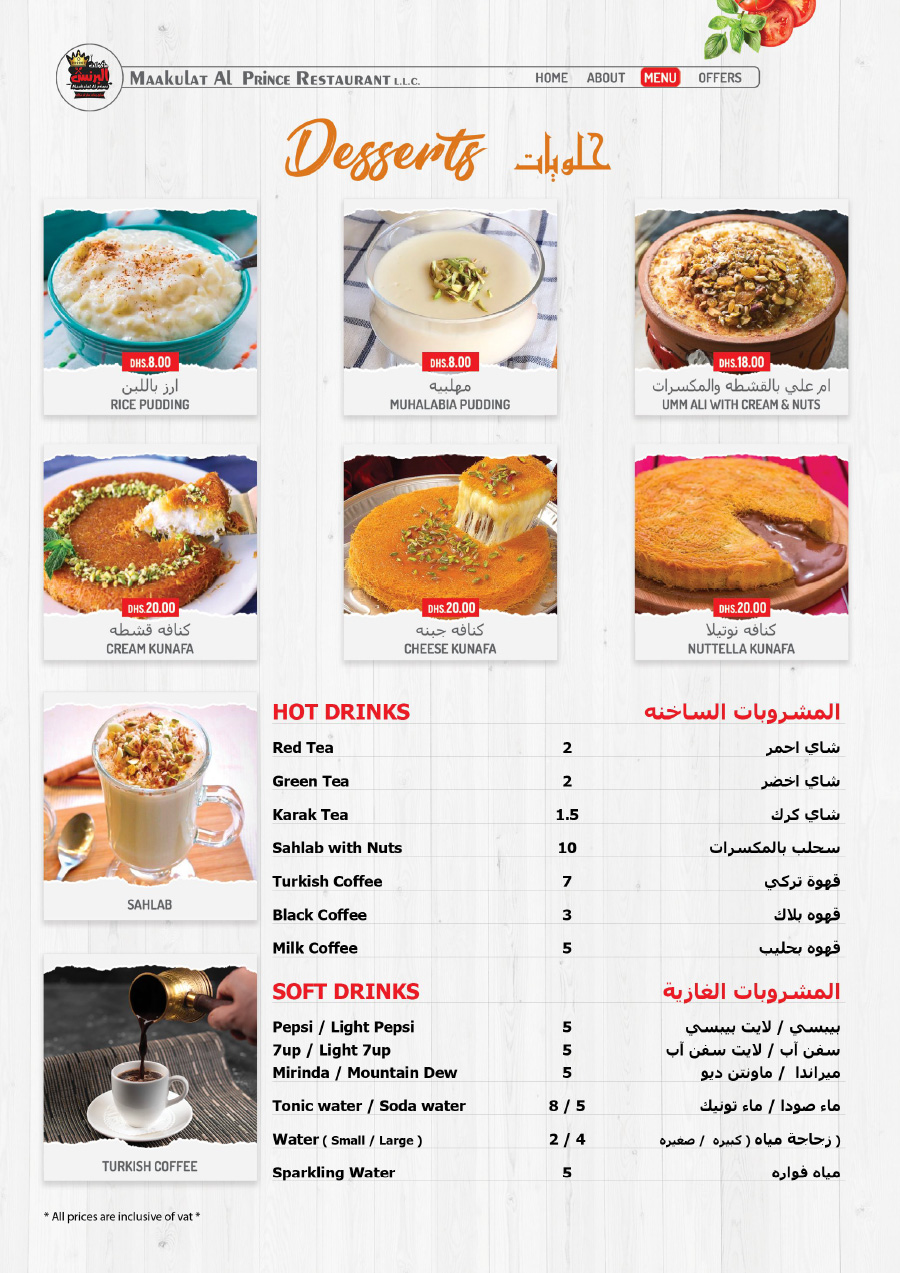 البرنس
Maakulat Al prince
MAAKULAT AL PRINCE RESTAURANT L.L.C.
HOME ABOUT MENU OFFERS
Desserts حلويات
DHS.8.00
ارز باللبن
RICE PUDDING
DHS.8.00
مهلبيه
MUHALABIA PUDDING
DHS.18.00
ام علي بالقشطه والمكسرات
UMM ALI WITH CREAM & NUTS
DHS.20.00
كنافه قشطه
CREAM KUNAFA
DHS.20.00
كنافه جبنه
CHEESE KUNAFA
DHS.20.00
كنافه نوتيلا
NUTTELLA KUNAFA
SAHLAB
TURKISH COFFEE
HOT DRINKS المشروبات الساخنه
Red Tea 2 شاي احمر
Green Tea 2 شاي اخضر
Karak Tea 1.5 شاي كرك
Sahlab with Nuts 10 سحلب بالمكسرات
Turkish Coffee 7 قهوة تركي
Black Coffee 3 قهوه بلاك
Milk Coffee 5 قهوه بحليب
SOFT DRINKS المشروبات الغازية
Pepsi / Light Pepsi 5 بيبسي / لايت بيبسي
7up / Light 7up 5 سفن آب / لايت سفن آب
Mirinda / Mountain Dew 5 ميراندا / ماونتن ديو
Tonic water / Soda water 8 / 5 ماء صودا / ماء تونيك
Water ( Small / Large ) 2 / 4 ) زجاجة مياه ( كبيره / صغيره
Sparkling Water 5 مياه فواره
* All prices are inclusive of vat *